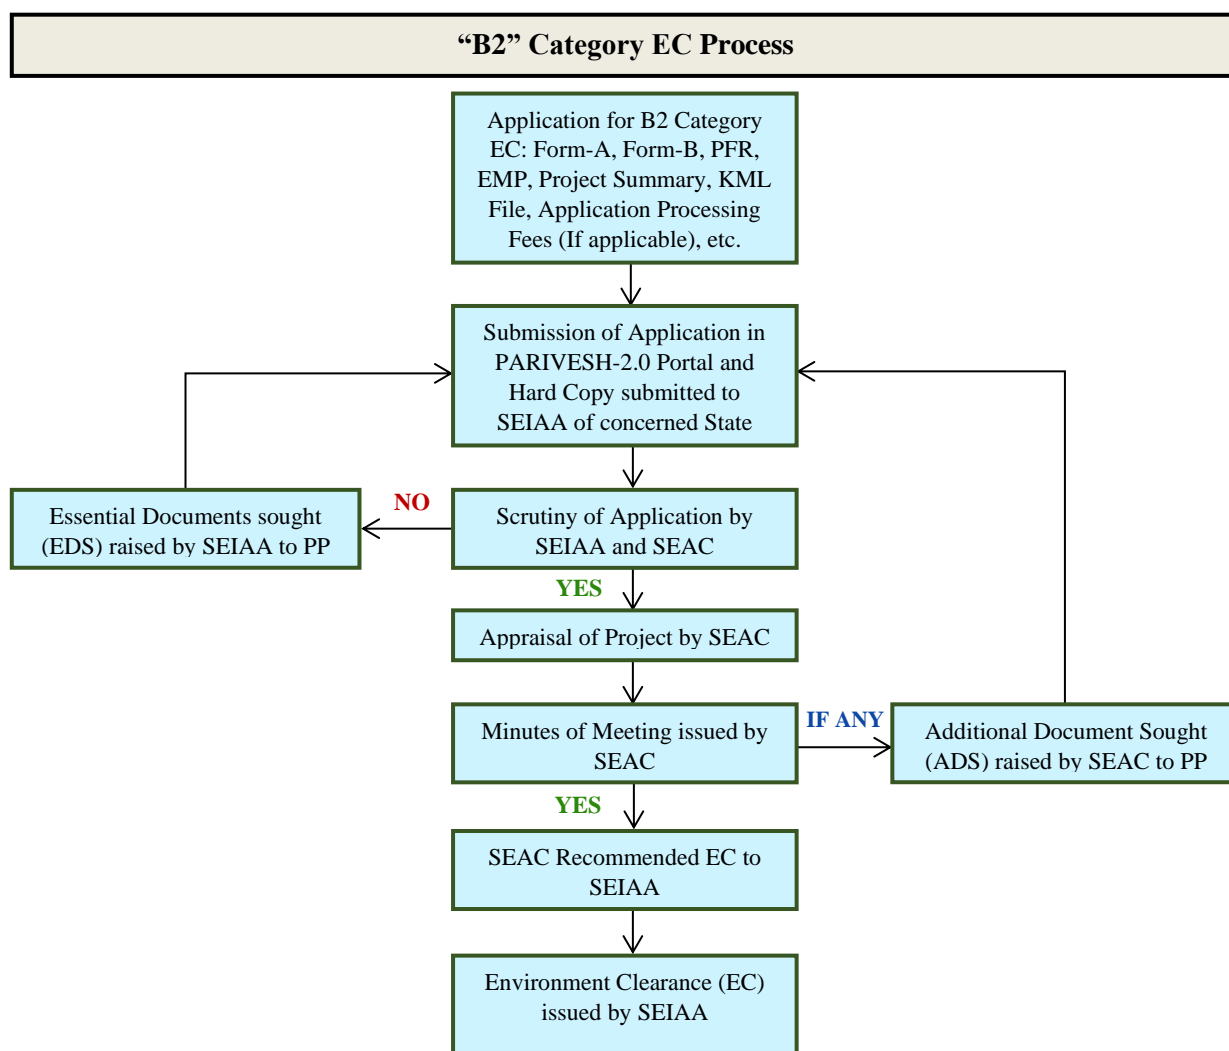 “B2” Category EC Process
Application for B2 Category
EC: Form-A, Form-B, PFR,
EMP, Project Summary, KML
File, Application Processing
Fees (If applicable), etc.
Submission of Application in
PARIVESH-2.0 Portal and
Hard Copy submitted to
SEIAA of concerned State
NO
Essential Documents sought
(EDS) raised by SEIAA to PP
Scrutiny of Application by
SEIAA and SEAC
YES
Appraisal of Project by SEAC
Minutes of Meeting issued by
SEAC
IF ANY
Additional Document Sought
(ADS) raised by SEAC to PP
YES
SEAC Recommended EC to
SEIAA
Environment Clearance (EC)
issued by SEIAA